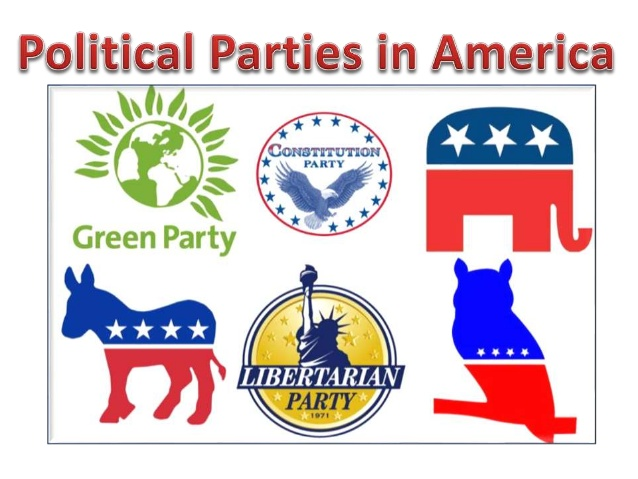 Political Parties in America
CONSTITUTION
PARTY
Green Party
LIBERTARIAN
PARTY
1971